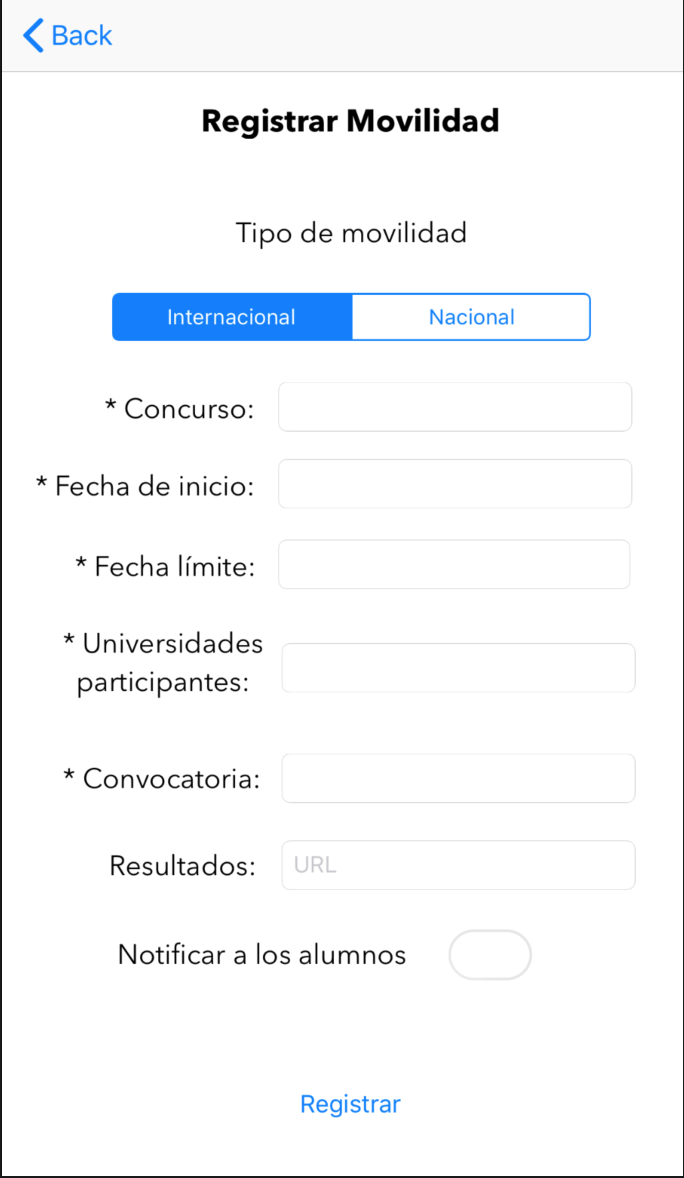 Back
Registrar Movilidad
Tipo de movilidad
Internacional Nacional
* Concurso:
* Fecha de inicio:
* Fecha límite:
* Universidades
participantes:
* Convocatoria:
Resultados: URL
Notificar a los alumnos
Registrar